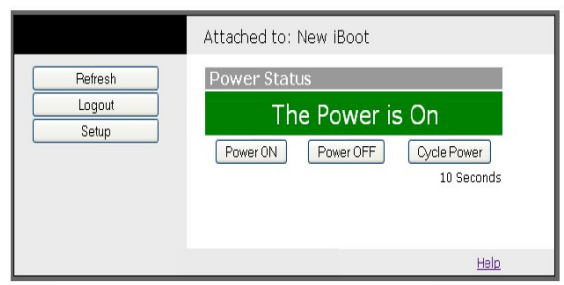 Attached to: New iBoot
Refresh
Logout
Setup
Power Status
The Power is On
Power ON Power OFF Cycle Power
10 Seconds
Help